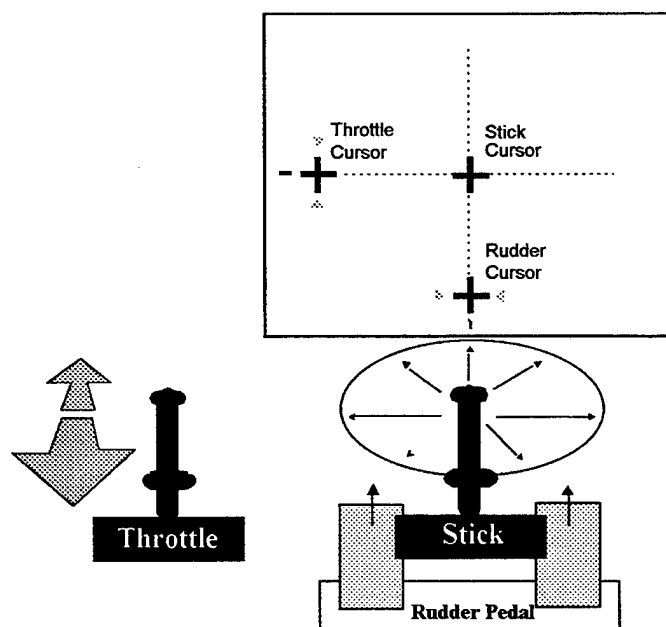 Throttle
Cursor
Stick
Cursor
Rudder
Cursor
Throttle
Stick
Rudder Pedal